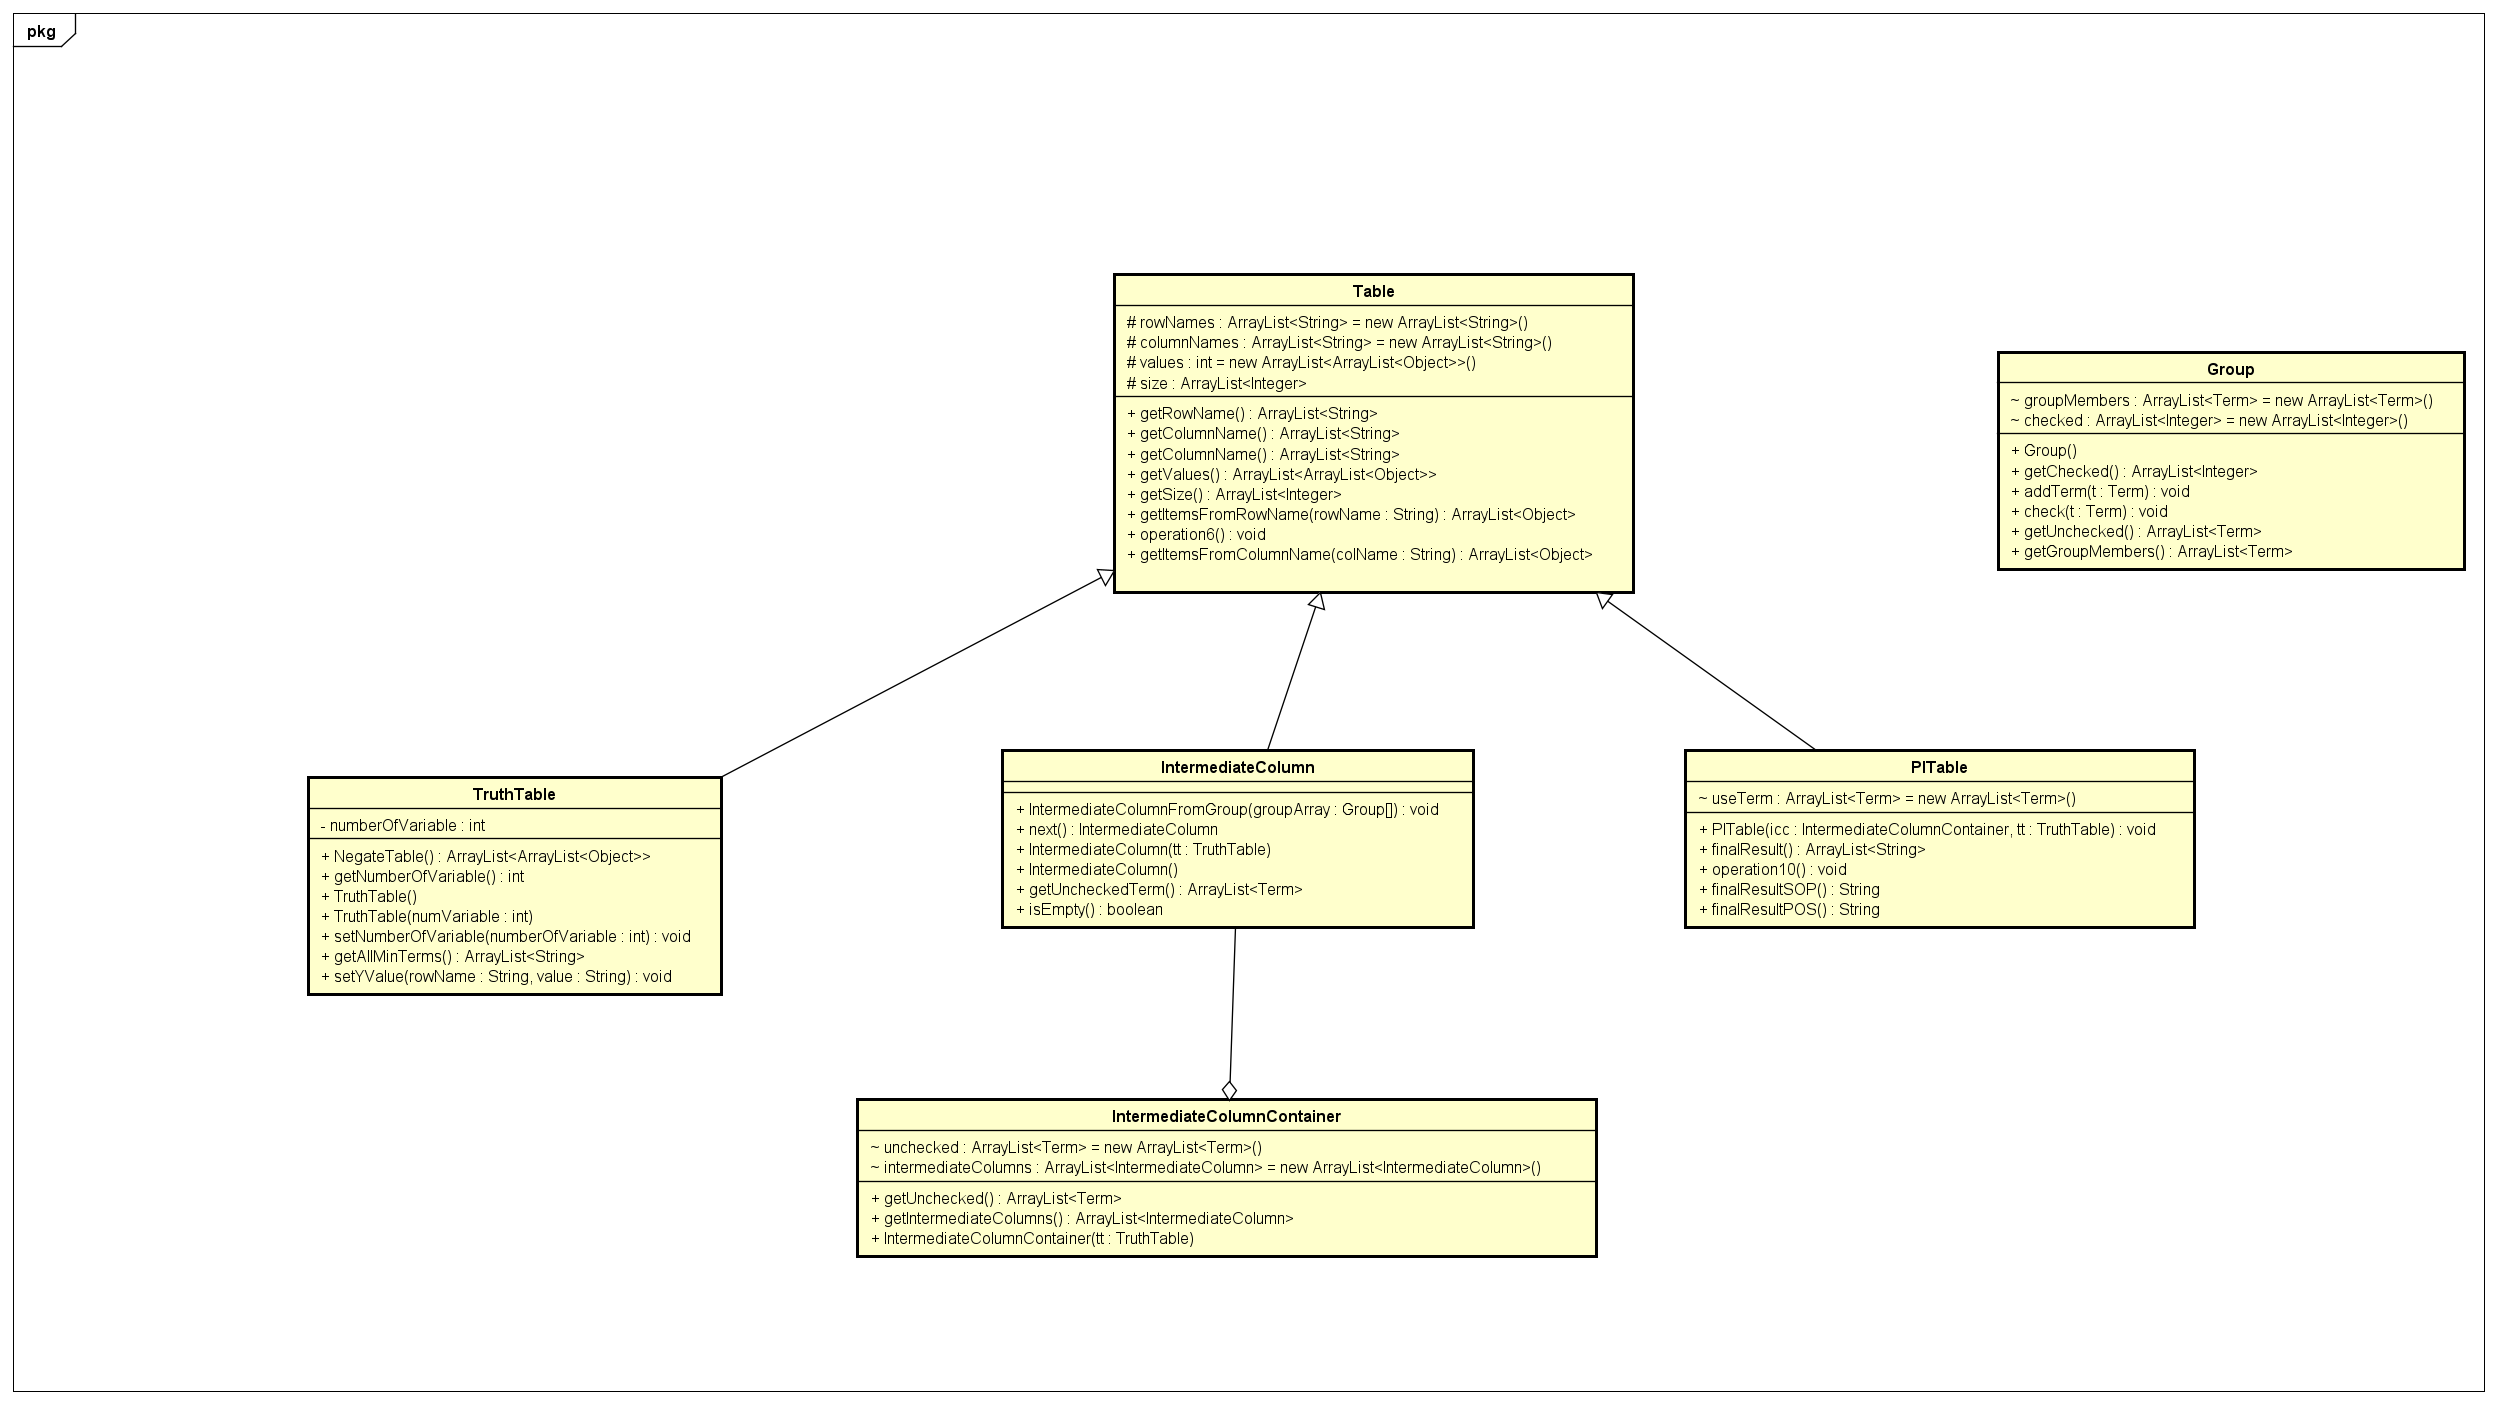 pkg
Table
# rowNames : ArrayList<String> = new ArrayList<String>()
# columnNames : ArrayList<String> = new ArrayList<String>()
# values : int = new ArrayList<ArrayList<Object>>()
# size : ArrayList<Integer>
+ getRowName() : ArrayList<String>
+ getColumnName() : ArrayList<String>
+ getColumnName() : ArrayList<String>
+ getValues() : ArrayList<ArrayList<Object>>
+ getSize() : ArrayList<Integer>
+ getItemsFromRowName(rowName : String) : ArrayList<Object>
+ operation6() : void
+ getItemsFromColumnName(colName : String) : ArrayList<Object>
Group
~ groupMembers : ArrayList<Term> = new ArrayList<Term>()
~ checked : ArrayList<Integer> = new ArrayList<Integer>()
+ Group()
+ getChecked() : ArrayList<Integer>
+ addTerm(t : Term) : void
+ check(t : Term) : void
+ getUnchecked() : ArrayList<Term>
+ getGroupMembers() : ArrayList<Term>
TruthTable
- numberOfVariable : int
+ NegateTable() : ArrayList<ArrayList<Object>>
+ getNumberOfVariable() : int
+ TruthTable()
+ TruthTable(numVariable : int)
+ setNumberOfVariable(numberOfVariable : int) : void
+ getAllMinTerms() : ArrayList<String>
+ setYValue(rowName : String, value : String) : void
IntermediateColumn
+ IntermediateColumnFromGroup(groupArray : Group[]) : void
+ next() : IntermediateColumn
+ IntermediateColumn(tt : TruthTable)
+ IntermediateColumn()
+ getUncheckedTerm() : ArrayList<Term>
+ isEmpty() : boolean
PITable
~ useTerm : ArrayList<Term> = new ArrayList<Term>()
+ PITable(icc : IntermediateColumnContainer, tt : TruthTable) : void
+ finalResult() : ArrayList<String>
+ operation10() : void
+ finalResultSOP() : String
+ finalResultPOS() : String
IntermediateColumnContainer
~ unchecked : ArrayList<Term> = new ArrayList<Term>()
~ intermediateColumns : ArrayList<IntermediateColumn> = new ArrayList<IntermediateColumn>()
+ getUnchecked() : ArrayList<Term>
+ getIntermediateColumns() : ArrayList<IntermediateColumn>
+ IntermediateColumnContainer(tt : TruthTable)